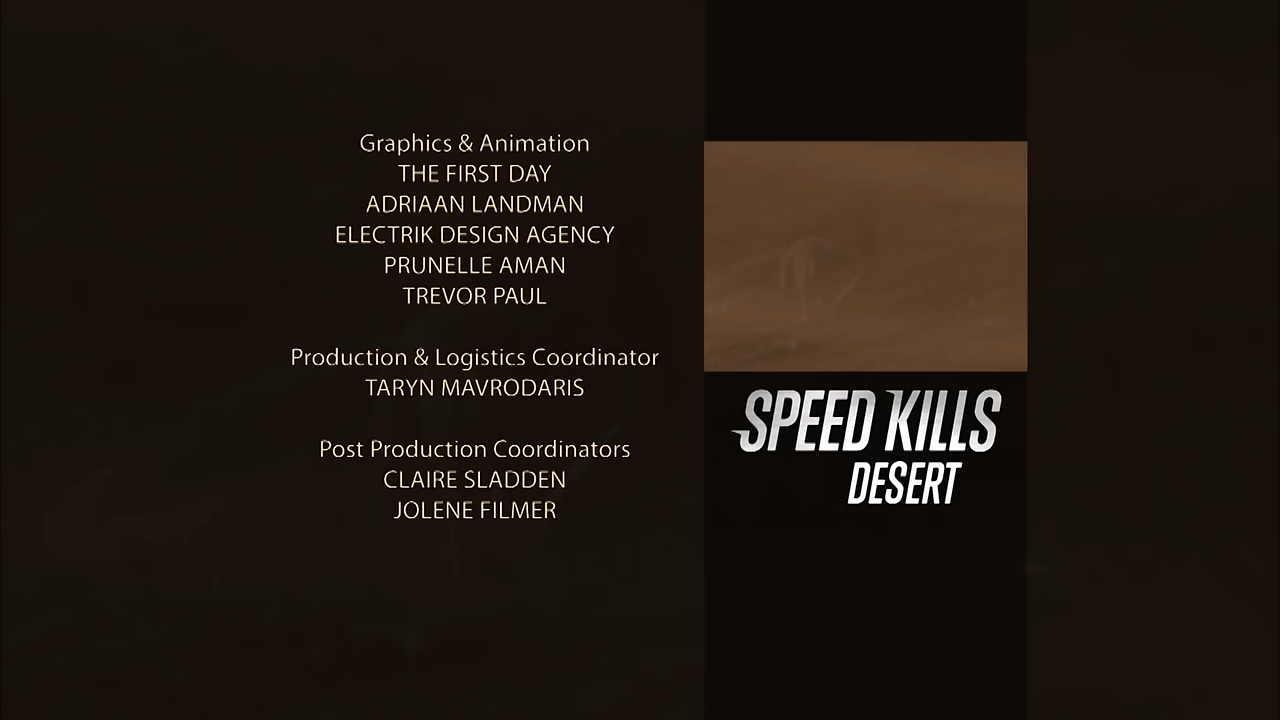 Graphics & Animation
THE FIRST DAY
ADRIAAN LANDMAN
ELECTRIK DESIGN AGENCY
PRUNELLE AMAN
TREVOR PAUL
Production & Logistics Coordinator
TARYN MAVRODARIS
Post Production Coordinators
CLAIRE SLADDEN
JOLENE FILMER
SPEED KILLS
DESERT